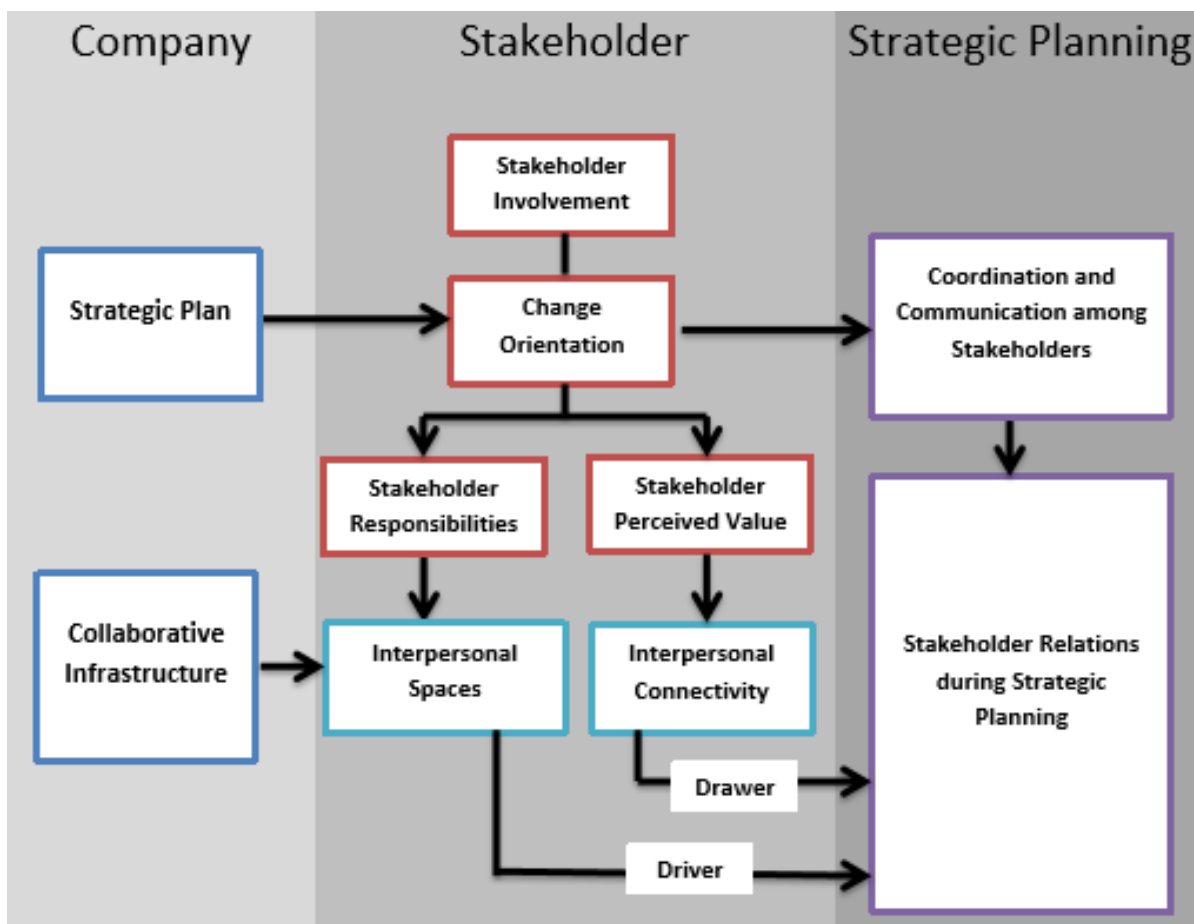 Company
Stakeholder
Strategic Planning
Stakeholder
Involvement
Strategic Plan
Change
Orientation
Coordination and
Communication among
Stakeholders
Stakeholder
Responsibilities
Stakeholder
Perceived Value
Collaborative
Infrastructure
Interpersonal
Spaces
Interpersonal
Connectivity
Stakeholder Relations
during Strategic
Planning
Drawer
Driver